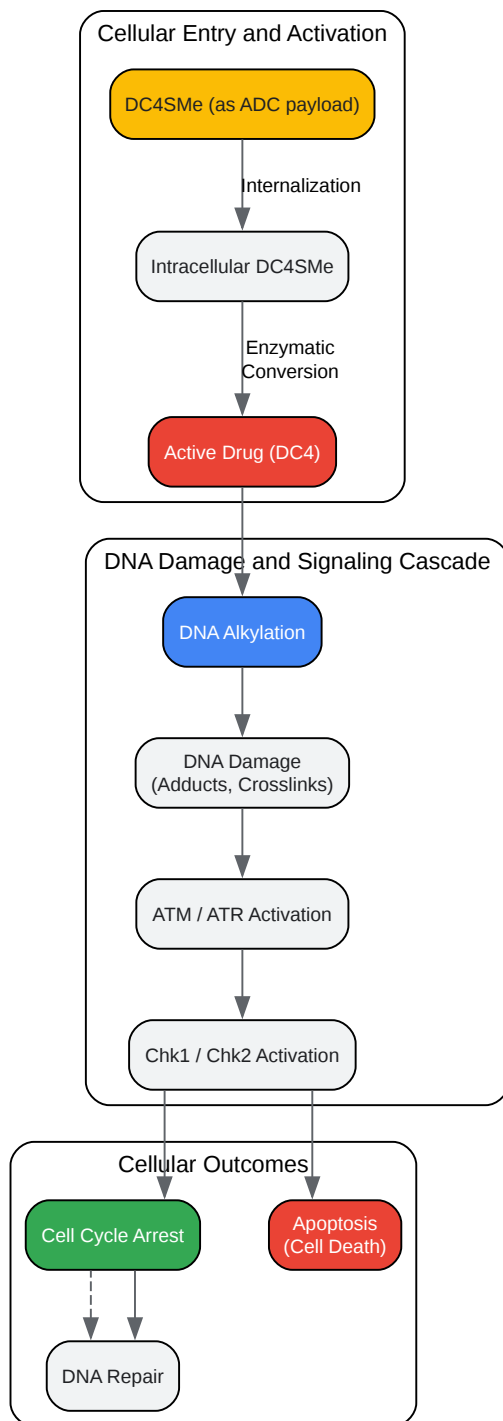 Cellular Entry and Activation
DC4SMe (as ADC payload)
Internalization
Intracellular DC4SMe
Enzymatic
Conversion
Active Drug (DC4)
DNA Damage and Signaling Cascade
DNA Alkylation
DNA Damage
(Adducts, Crosslinks)
ATM / ATR Activation
Chk1 / Chk2 Activation
Cellular Outcomes
Cell Cycle Arrest
Apoptosis
(Cell Death)
DNA Repair